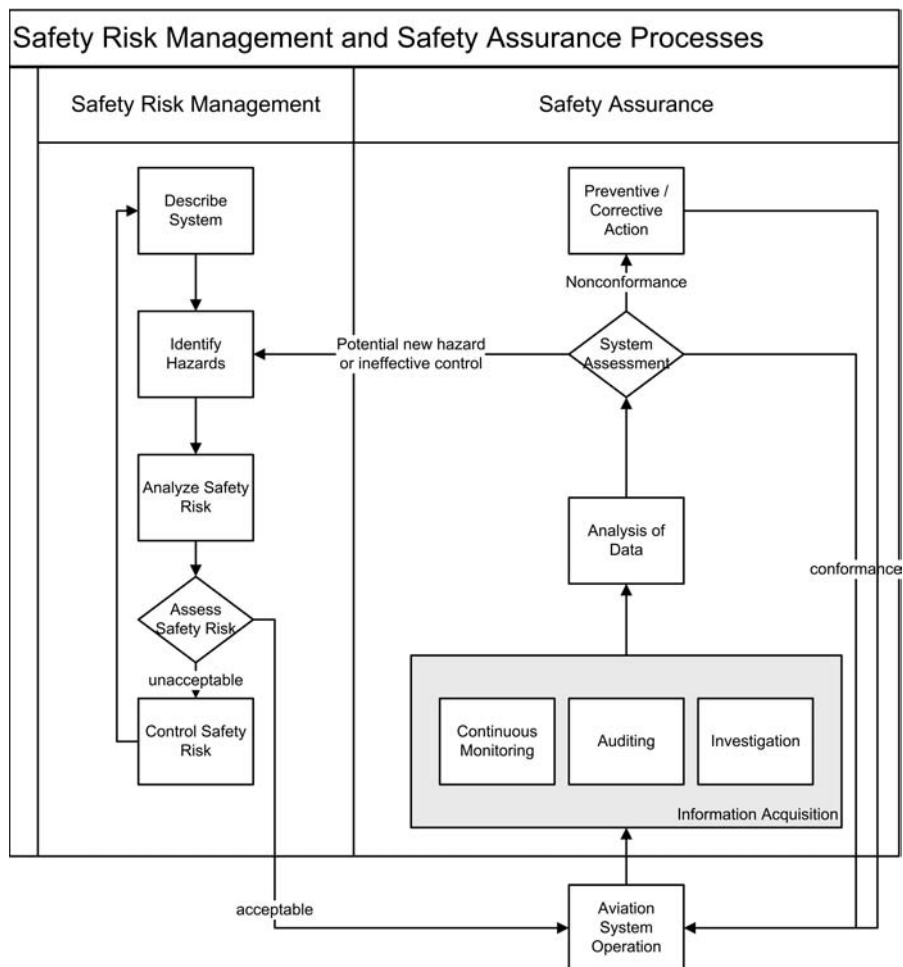 Safety Risk Management and Safety Assurance Processes
Safety Risk Management
Safety Assurance
Describe
System
Preventive /
Corrective
Action
Nonconformance
Identify
Hazards
Potential new hazard
or ineffective control
System
Assessment
Analyze Safety
Risk
Analysis of
Data
conformance
Assess
Safety Risk
unacceptable
Control Safety
Risk
Continuous
Monitoring
Auditing
Investigation
Information Acquisition
acceptable
Aviation
System
Operation